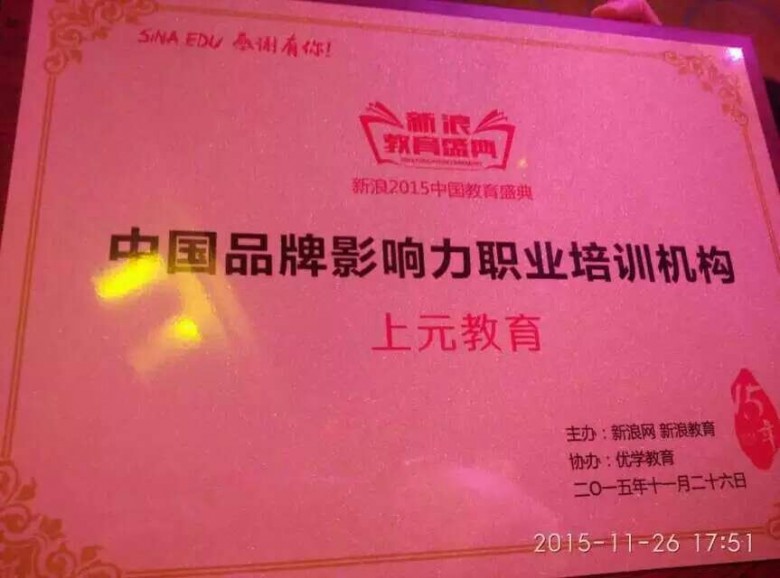 SiNA EDU 感谢有你!
新浪
教育盛典
新浪2015中国教育盛典
中国品牌影响力职业培训机构
上元教育
15
年
主办：新浪网 新浪教育
协办：优学教育
二〇一五年十一月二十六日
2015-11-26 17:51